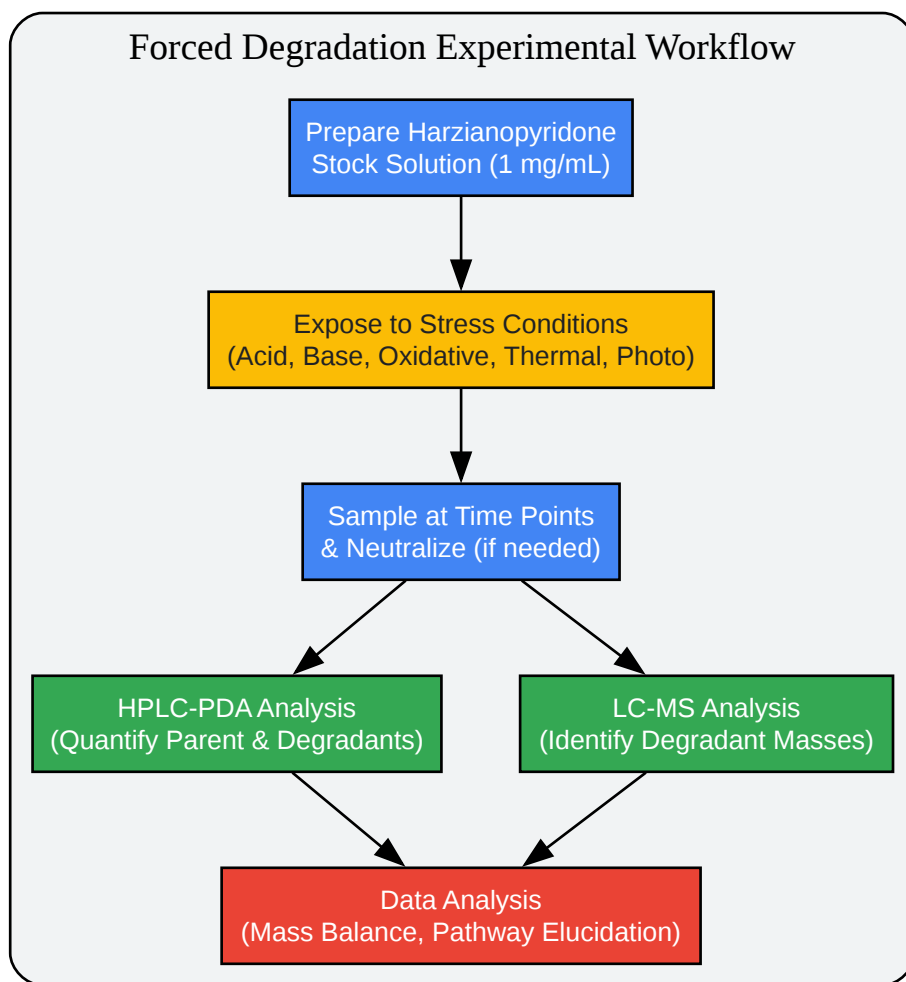 Forced Degradation Experimental Workflow
Prepare Harzianopyridone
Stock Solution (1 mg/mL)
Expose to Stress Conditions
(Acid, Base, Oxidative, Thermal, Photo)
Sample at Time Points
& Neutralize (if needed)
HPLC-PDA Analysis
(Quantify Parent & Degradants)
LC-MS Analysis
(Identify Degradant Masses)
Data Analysis
(Mass Balance, Pathway Elucidation)